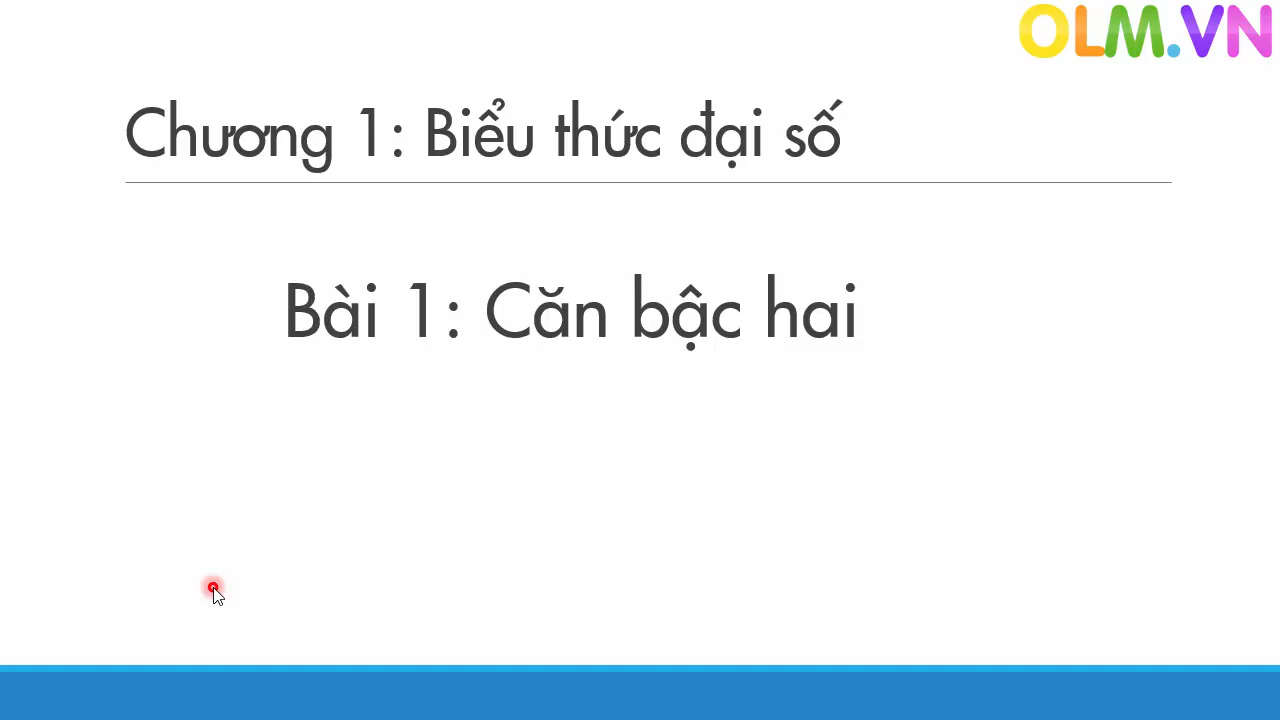 OLM.VN
Chương 1: Biểu thức đại số
Bài 1: Căn bậc hai